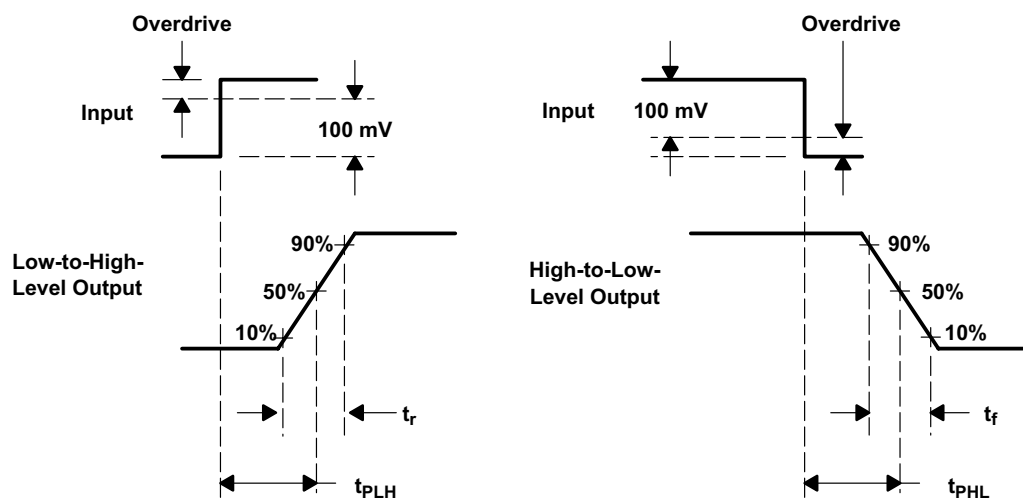 Overdrive
Input
100 mV
Low-to-High-
Level Output
90%
50%
10%
tr
tPLH
Overdrive
Input
100 mV
High-to-Low-
Level Output
90%
50%
10%
tf
tPHL